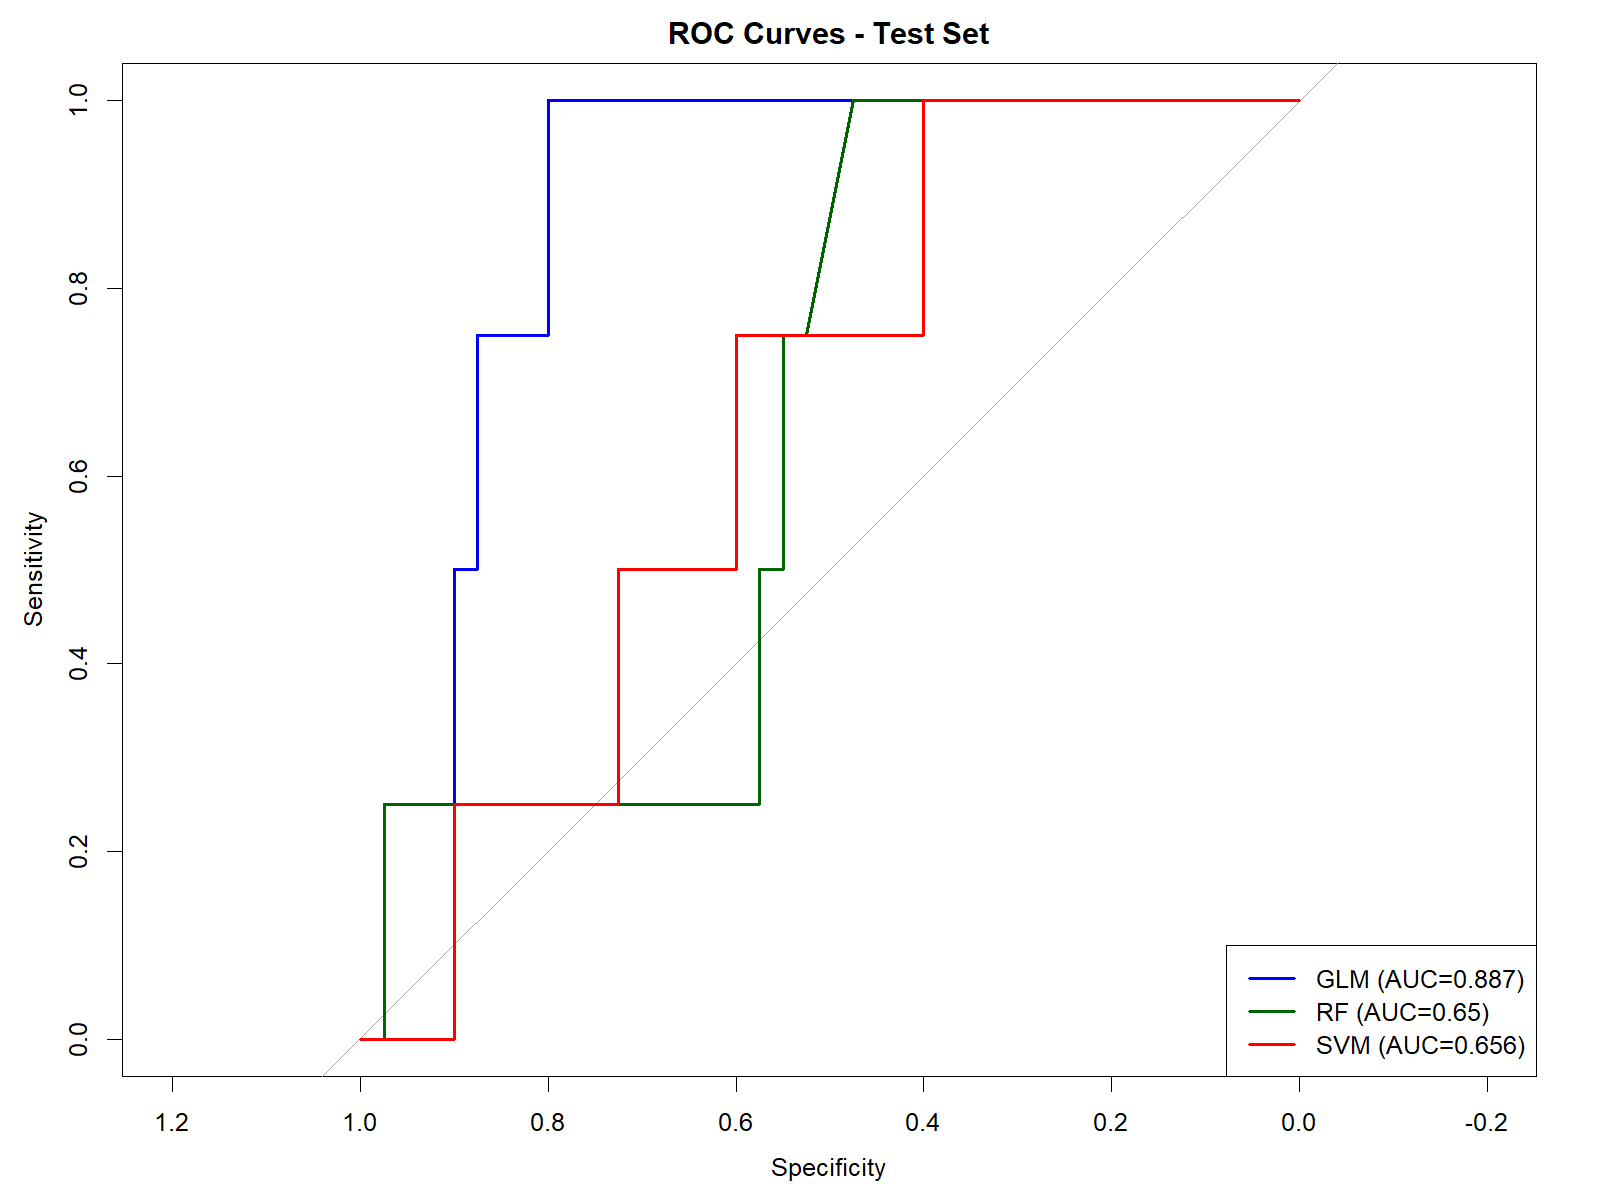 ROC Curves - Test Set
Sensitivity
1.0
0.8
0.6
0.4
0.2
0.0
GLM (AUC=0.887)
RF (AUC=0.65)
SVM (AUC=0.656)
1.2 1.0 0.8 0.6 0.4 0.2 0.0 -0.2
Specificity